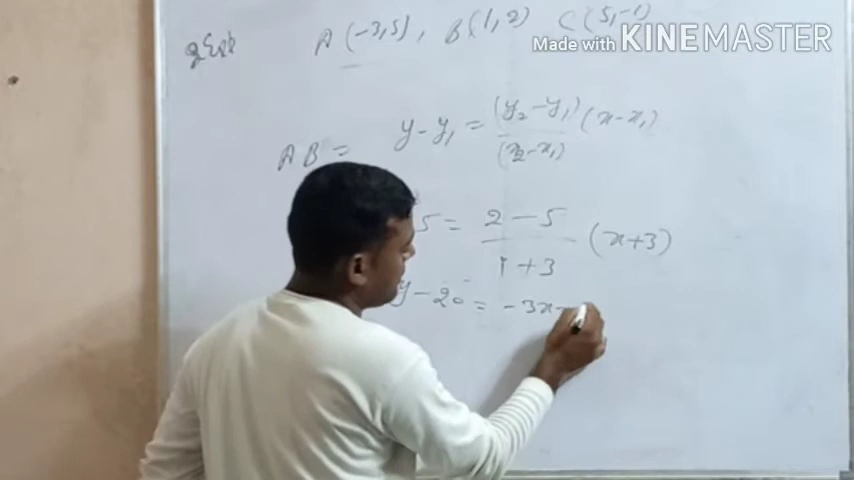 A (-3,5), B(1,2) C(5,-1)
Made with KINEMASTER
AB = y-y₁ = (y₂-y₁)/(x₂-x₁) (x-x₁)
5 = 2-5/1+3 (x+3)
y-20 = -3x-